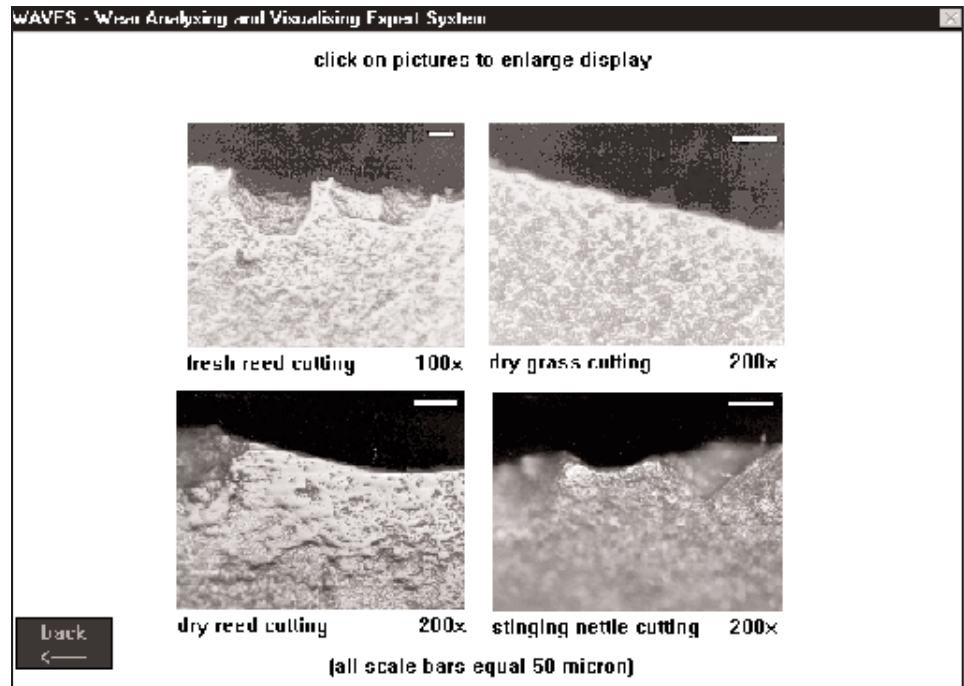 WAVES - Wear Analysing and Visualising Expert System
click on pictures to enlarge display
fresh reed cutting 100x
dry grass cutting 200x
dry reed cutting 200x
stinging nettle cutting 200x
back
(all scale bars equal 50 micron)